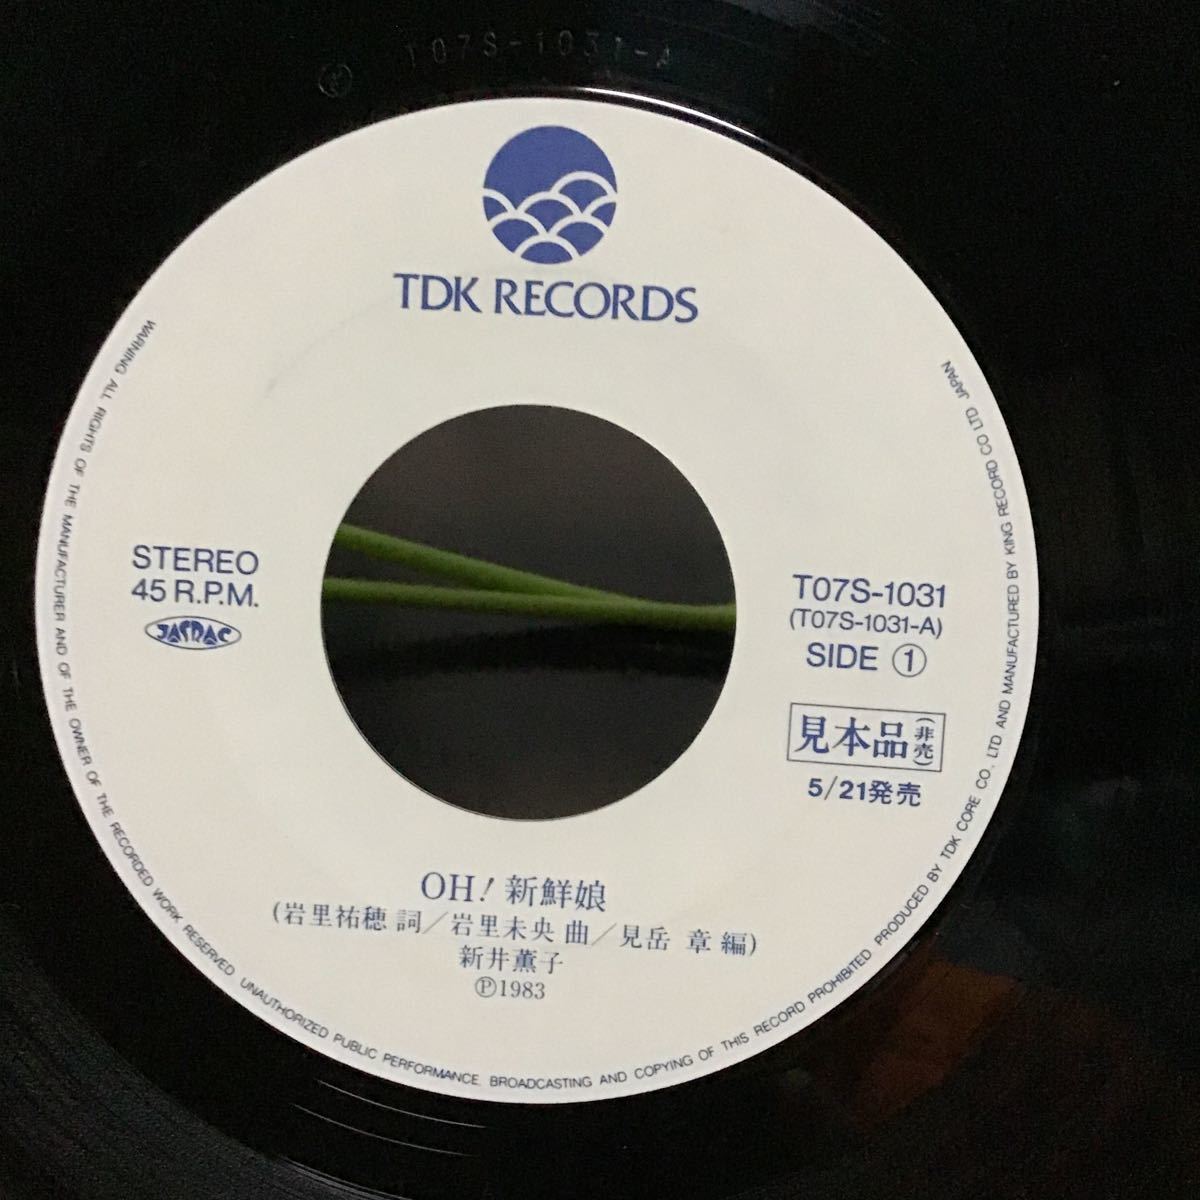 T07S-1031-A
TDK RECORDS
STEREO
45 R.P.M.
JASRAC
T07S-1031
(T07S-1031-A)
SIDE ①
見本品(非売)
5/21発売
OH! 新鮮娘
(岩里祐穂 詞/岩里未央 曲/見岳 章 編)
新井薫子
Ⓟ1983
WARNING ALL RIGHTS OF THE MANUFACTURER AND OF THE OWNER OF THE RECORDED WORK RESERVED UNAUTHORIZED PUBLIC PERFORMANCE. BROADCASTING AND COPYING OF THIS RECORD PROHIBITED PRODUCED BY TDK CORE CO., LTD AND MANUFACTURED BY KING RECORD CO LTD JAPAN